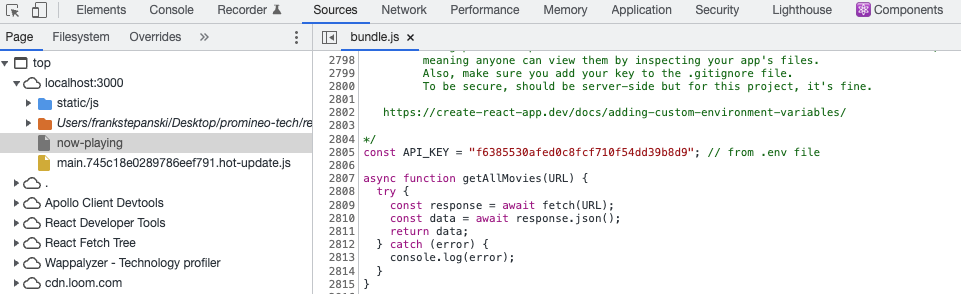 Elements Console Recorder Sources Network Performance Memory Application Security Lighthouse Components
Page Filesystem Overrides »
bundle.js ×
top
localhost:3000
static/js
Users/frankstepanski/Desktop/promineo-tech/re
now-playing
main.745c18e0289786eef791.hot-update.js
.
Apollo Client Devtools
React Developer Tools
React Fetch Tree
Wappalyzer - Technology profiler
cdn.loom.com
2798 meaning anyone can view them by inspecting your app's files.
2799 Also, make sure you add your key to the .gitignore file.
2800 To be secure, should be server-side but for this project, it's fine.
2801
2802 https://create-react-app.dev/docs/adding-custom-environment-variables/
2803
2804 */
2805 const API_KEY = "f6385530afed0c8fcf710f54dd39b8d9"; // from .env file
2806
2807 async function getAllMovies(URL) {
2808 try {
2809 const response = await fetch(URL);
2810 const data = await response.json();
2811 return data;
2812 } catch (error) {
2813 console.log(error);
2814 }
2815 }